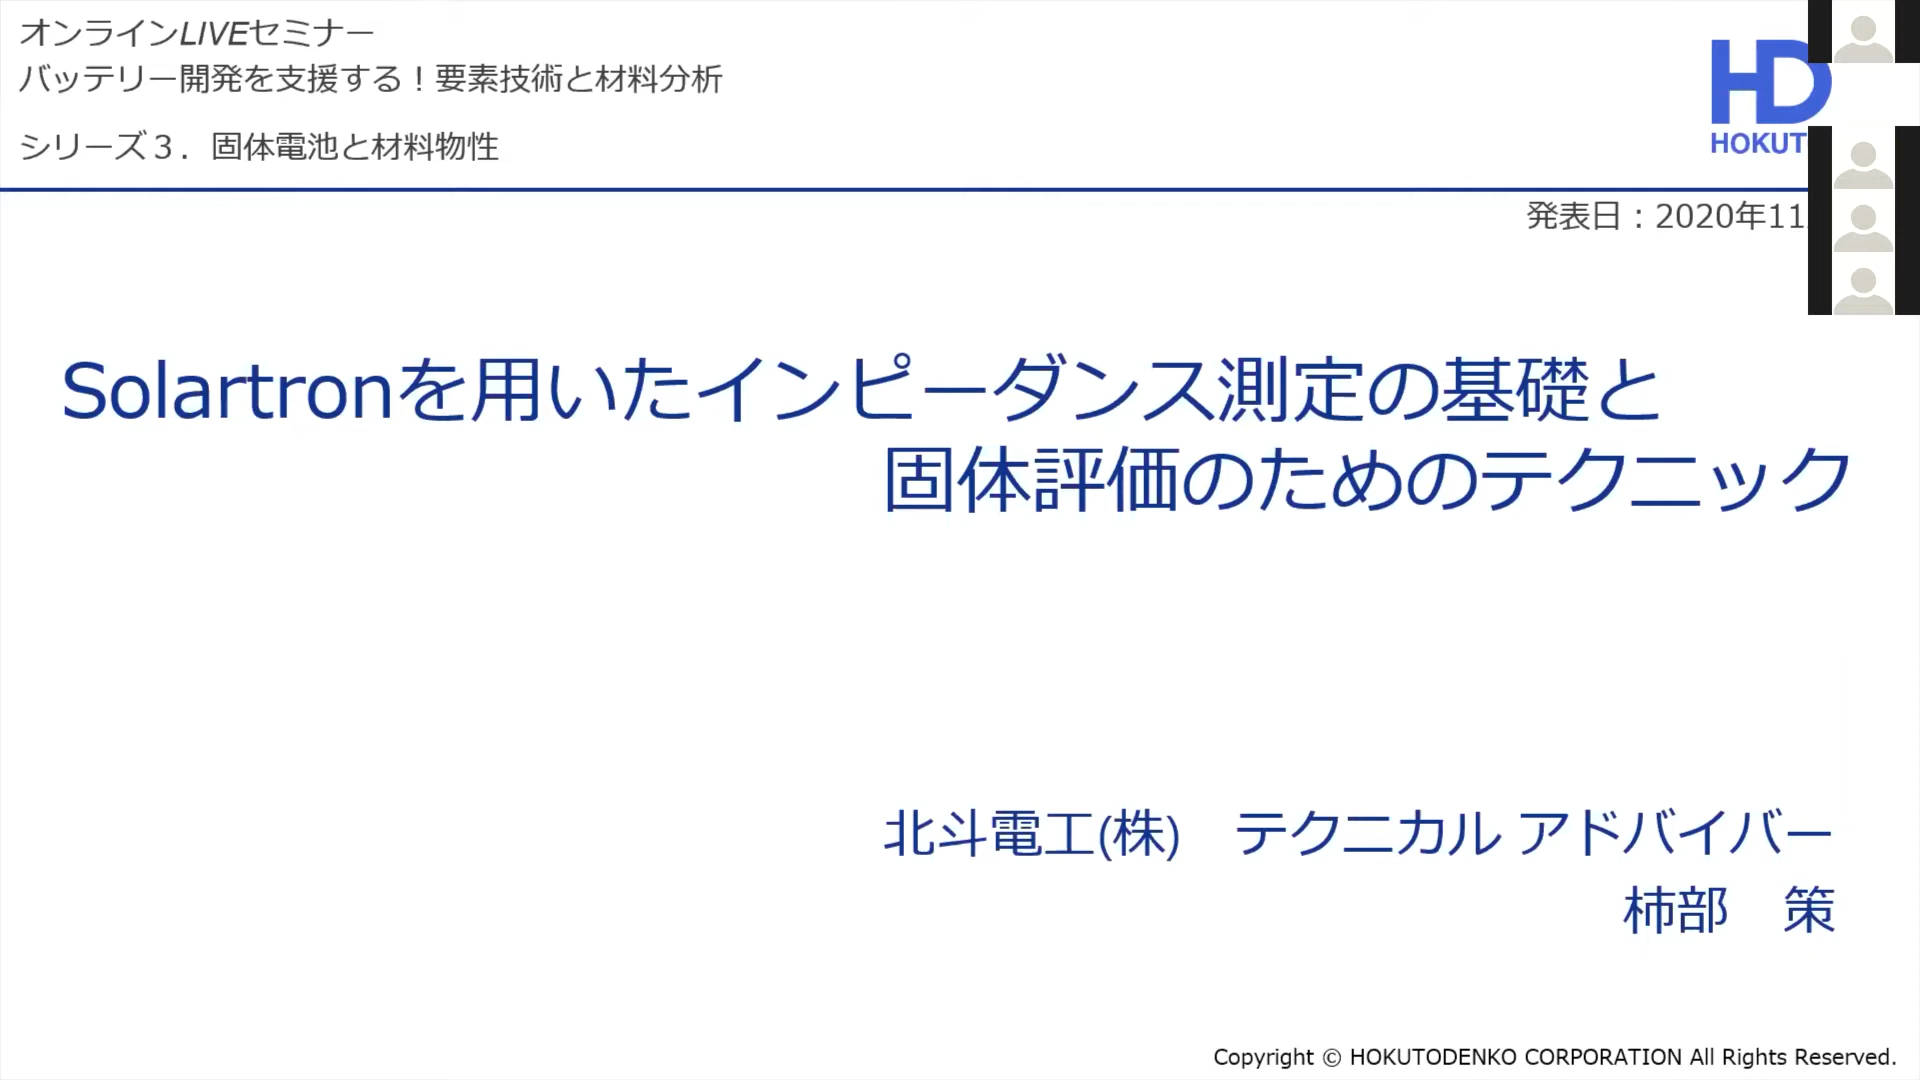 オンラインLIVEセミナー
バッテリー開発を支援する！要素技術と材料分析
シリーズ３．固体電池と材料物性
HD
HOKUT
発表日：2020年11
Solartronを用いたインピーダンス測定の基礎と
固体評価のためのテクニック
北斗電工(株)　テクニカル アドバイバー
柿部　策
Copyright © HOKUTODENKO CORPORATION All Rights Reserved.